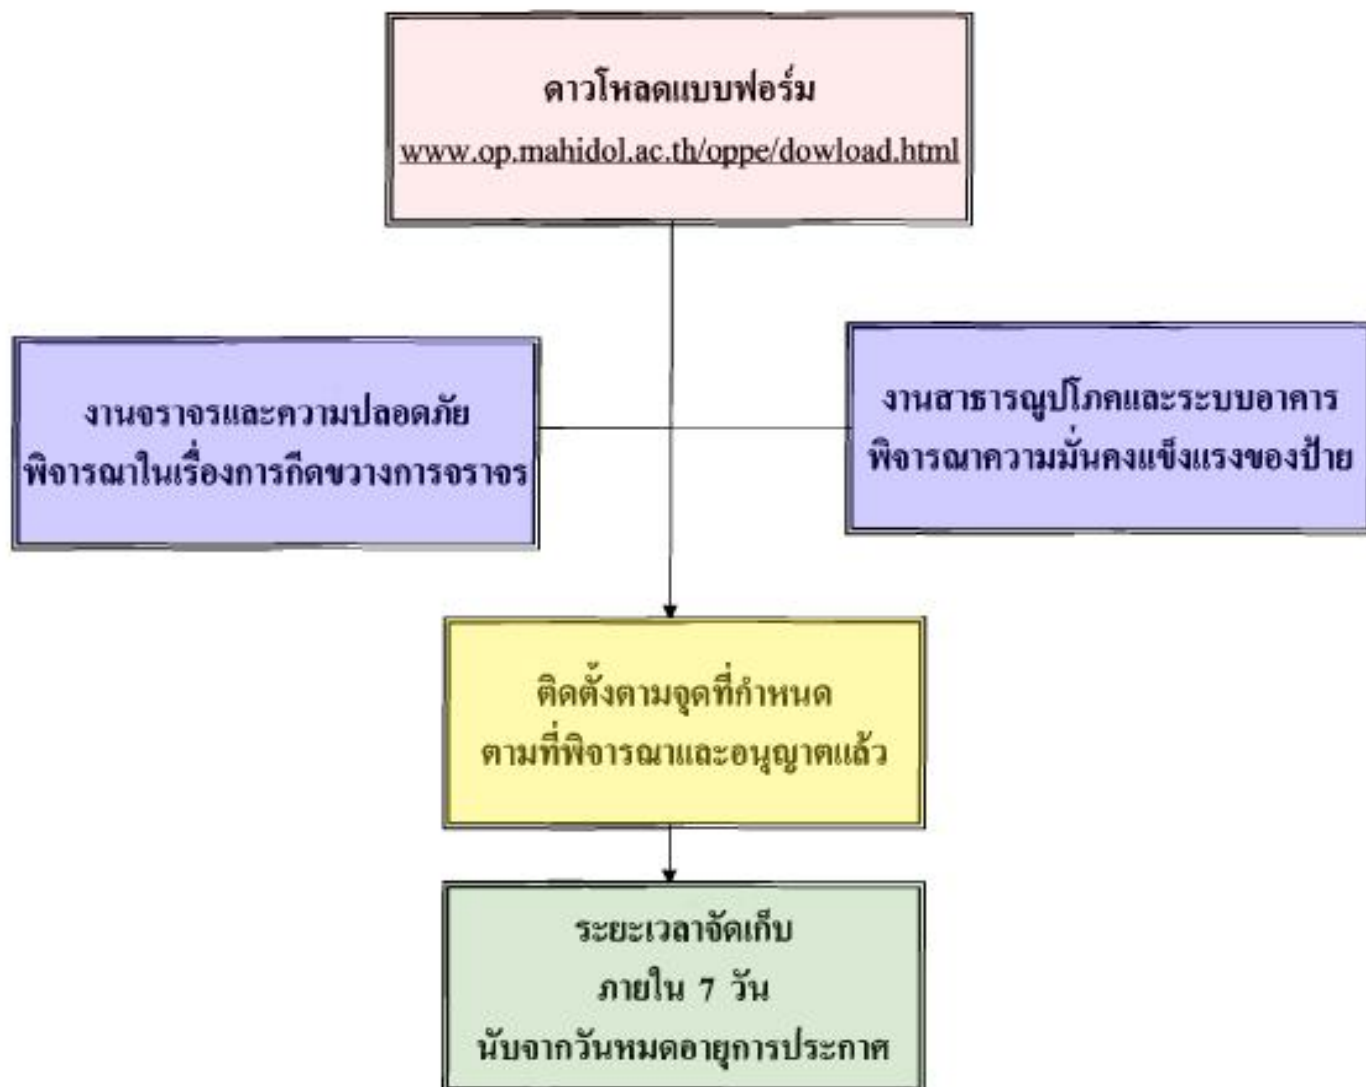 ดาวโหลดแบบฟอร์ม
www.op.mahidol.ac.th/oppe/dowload.html
งานจราจรและความปลอดภัย
พิจารณาในเรื่องการกีดขวางการจราจร
งานสาธารณูปโภคและระบบอาคาร
พิจารณาความมั่นคงแข็งแรงของป้าย
ติดตั้งตามจุดที่กำหนด
ตามที่พิจารณาและอนุญาตแล้ว
ระยะเวลาจัดเก็บ
ภายใน 7 วัน
นับจากวันหมดอายุการประกาศ